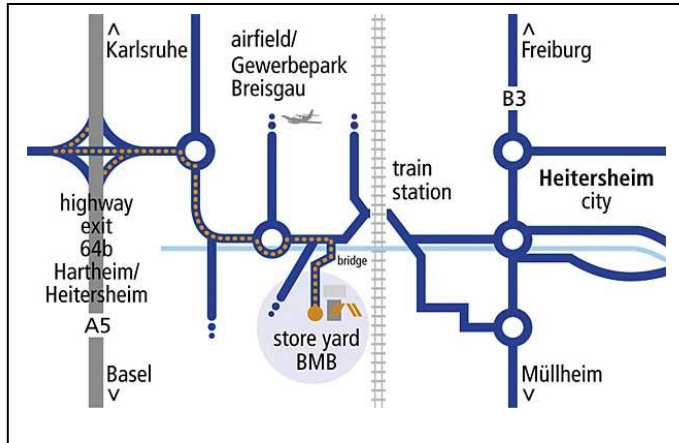 Karlsruhe
airfield/
Gewerbepark
Breisgau
Freiburg
B3
train
station
Heitersheim
city
highway
exit
64b
Hartheim/
Heitersheim
A5
bridge
store yard
BMB
Basel
Müllheim